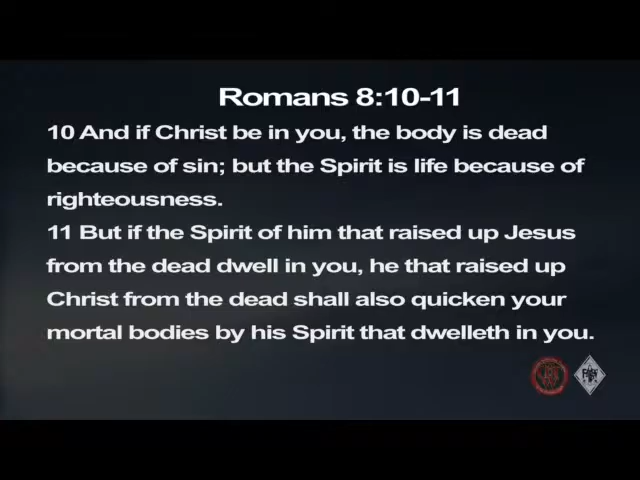 Romans 8:10-11
10 And if Christ be in you, the body is dead
because of sin; but the Spirit is life because of
righteousness.
11 But if the Spirit of him that raised up Jesus
from the dead dwell in you, he that raised up
Christ from the dead shall also quicken your
mortal bodies by his Spirit that dwelleth in you.